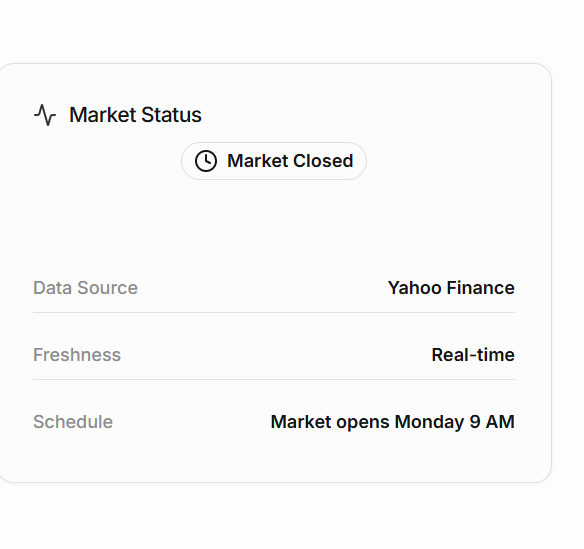 Market Status
Market Closed
Data Source Yahoo Finance
Freshness Real-time
Schedule Market opens Monday 9 AM